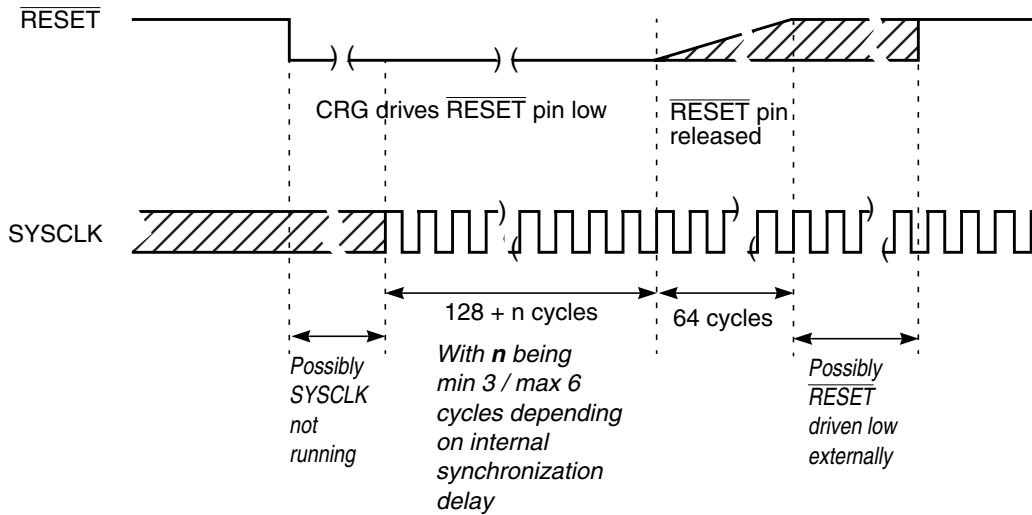 RESET
CRG drives RESET pin low
RESET pin
released
SYSCLK
128 + n cycles
64 cycles
Possibly
SYSCLK
not
running
With n being
min 3 / max 6
cycles depending
on internal
synchronization
delay
Possibly
RESET
driven low
externally